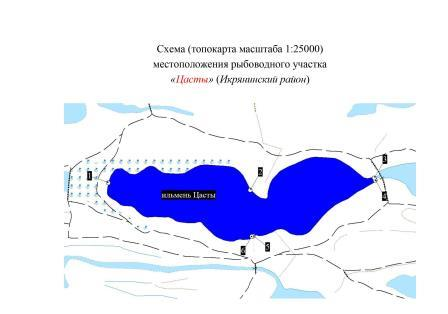 Схема (топокарта масштаба 1:25000)
местоположения рыбоводного участка
«Цасты» (Икрянинский район)
3
2
1
ильмень Цасты
4
6
5